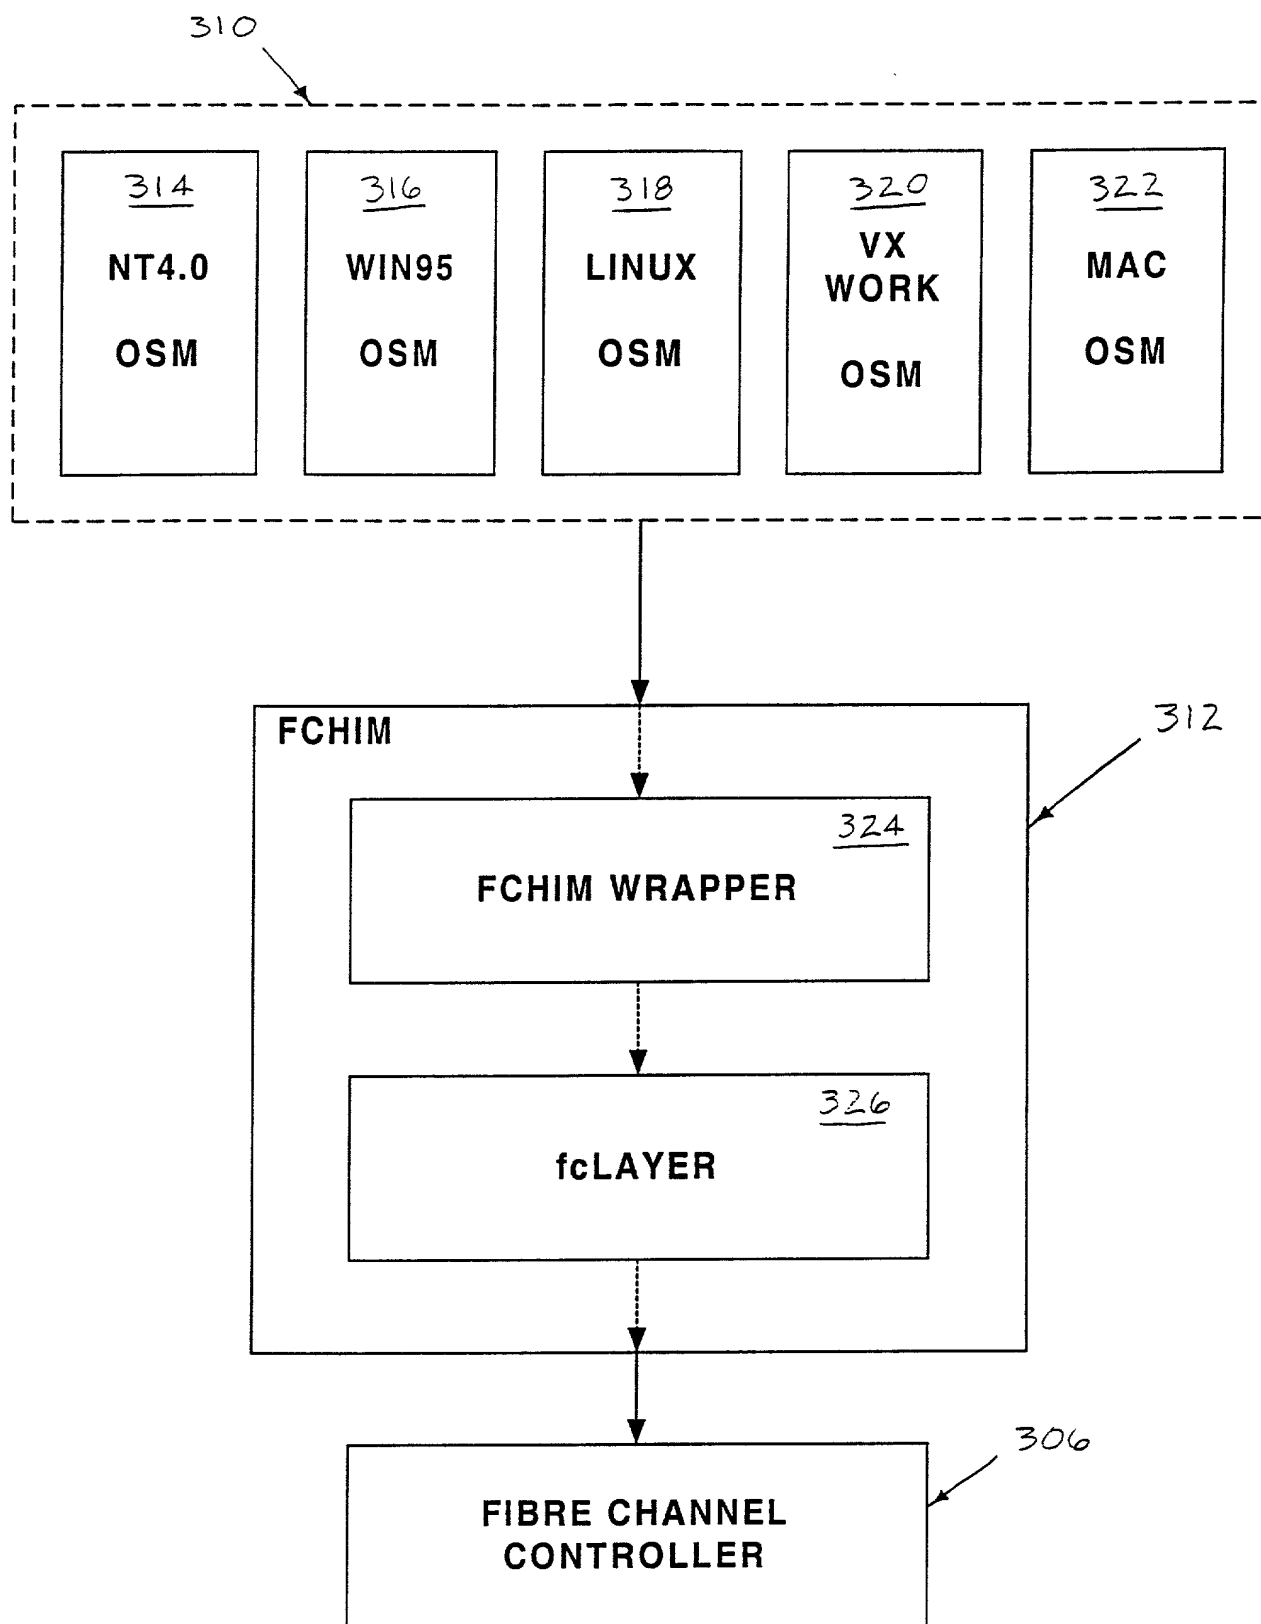 310
314
NT4.0
OSM
316
WIN95
OSM
318
LINUX
OSM
320
VX
WORK
OSM
322
MAC
OSM
312
FCHIM
324
FCHIM WRAPPER
326
fcLAYER
306
FIBRE CHANNEL
CONTROLLER